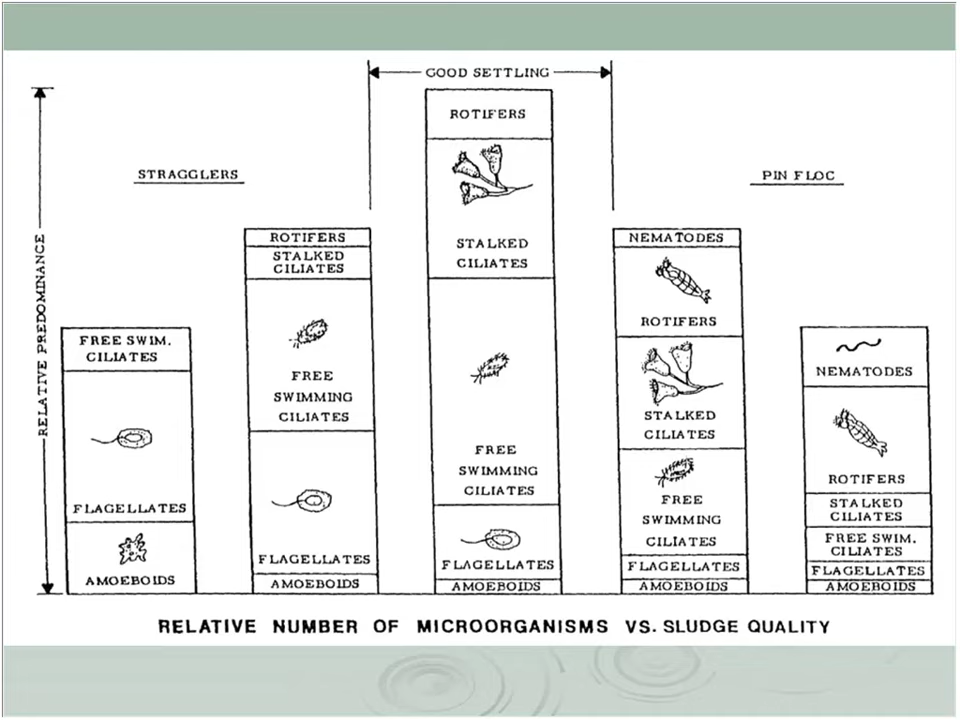 GOOD SETTLING
STRAGGLERS
PIN FLOC
RELATIVE PREDOMINANCE
FREE SWIM.
CILIATES
FLAGELLATES
AMOEBOIDS
ROTIFERS
STALKED
CILIATES
FREE
SWIMMING
CILIATES
FLAGELLATES
AMOEBOIDS
ROTIFERS
STALKED
CILIATES
FREE
SWIMMING
CILIATES
FLAGELLATES
AMOEBOIDS
NEMATODES
ROTIFERS
STALKED
CILIATES
FREE
SWIMMING
CILIATES
FLAGELLATES
AMOEBOIDS
NEMATODES
ROTIFERS
STALKED
CILIATES
FREE SWIM.
CILIATES
FLAGELLATES
AMOEBOIDS
RELATIVE NUMBER OF MICROORGANISMS VS. SLUDGE QUALITY